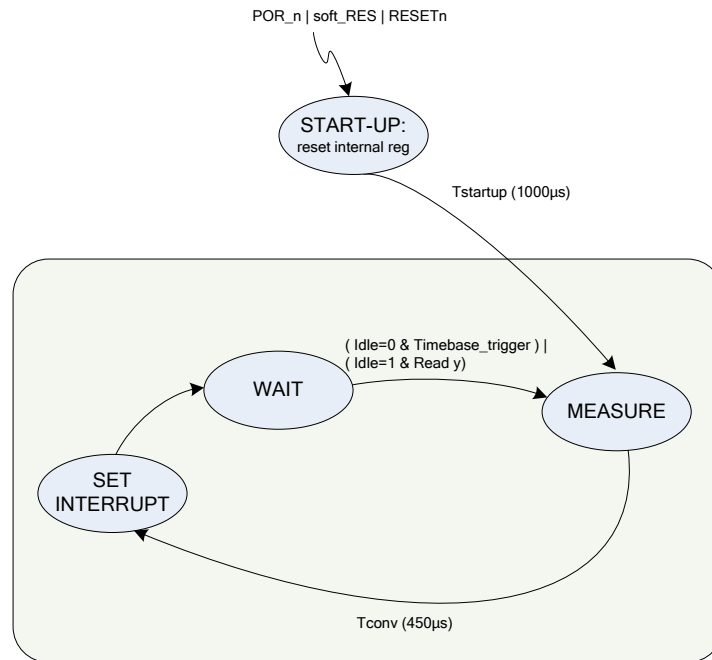 POR_n | soft_RES | RESETn
START-UP:
reset internal reg
Tstartup (1000µs)
( Idle=0 & Timebase_trigger ) |
( Idle=1 & Read y)
WAIT
MEASURE
SET
INTERRUPT
Tconv (450µs)